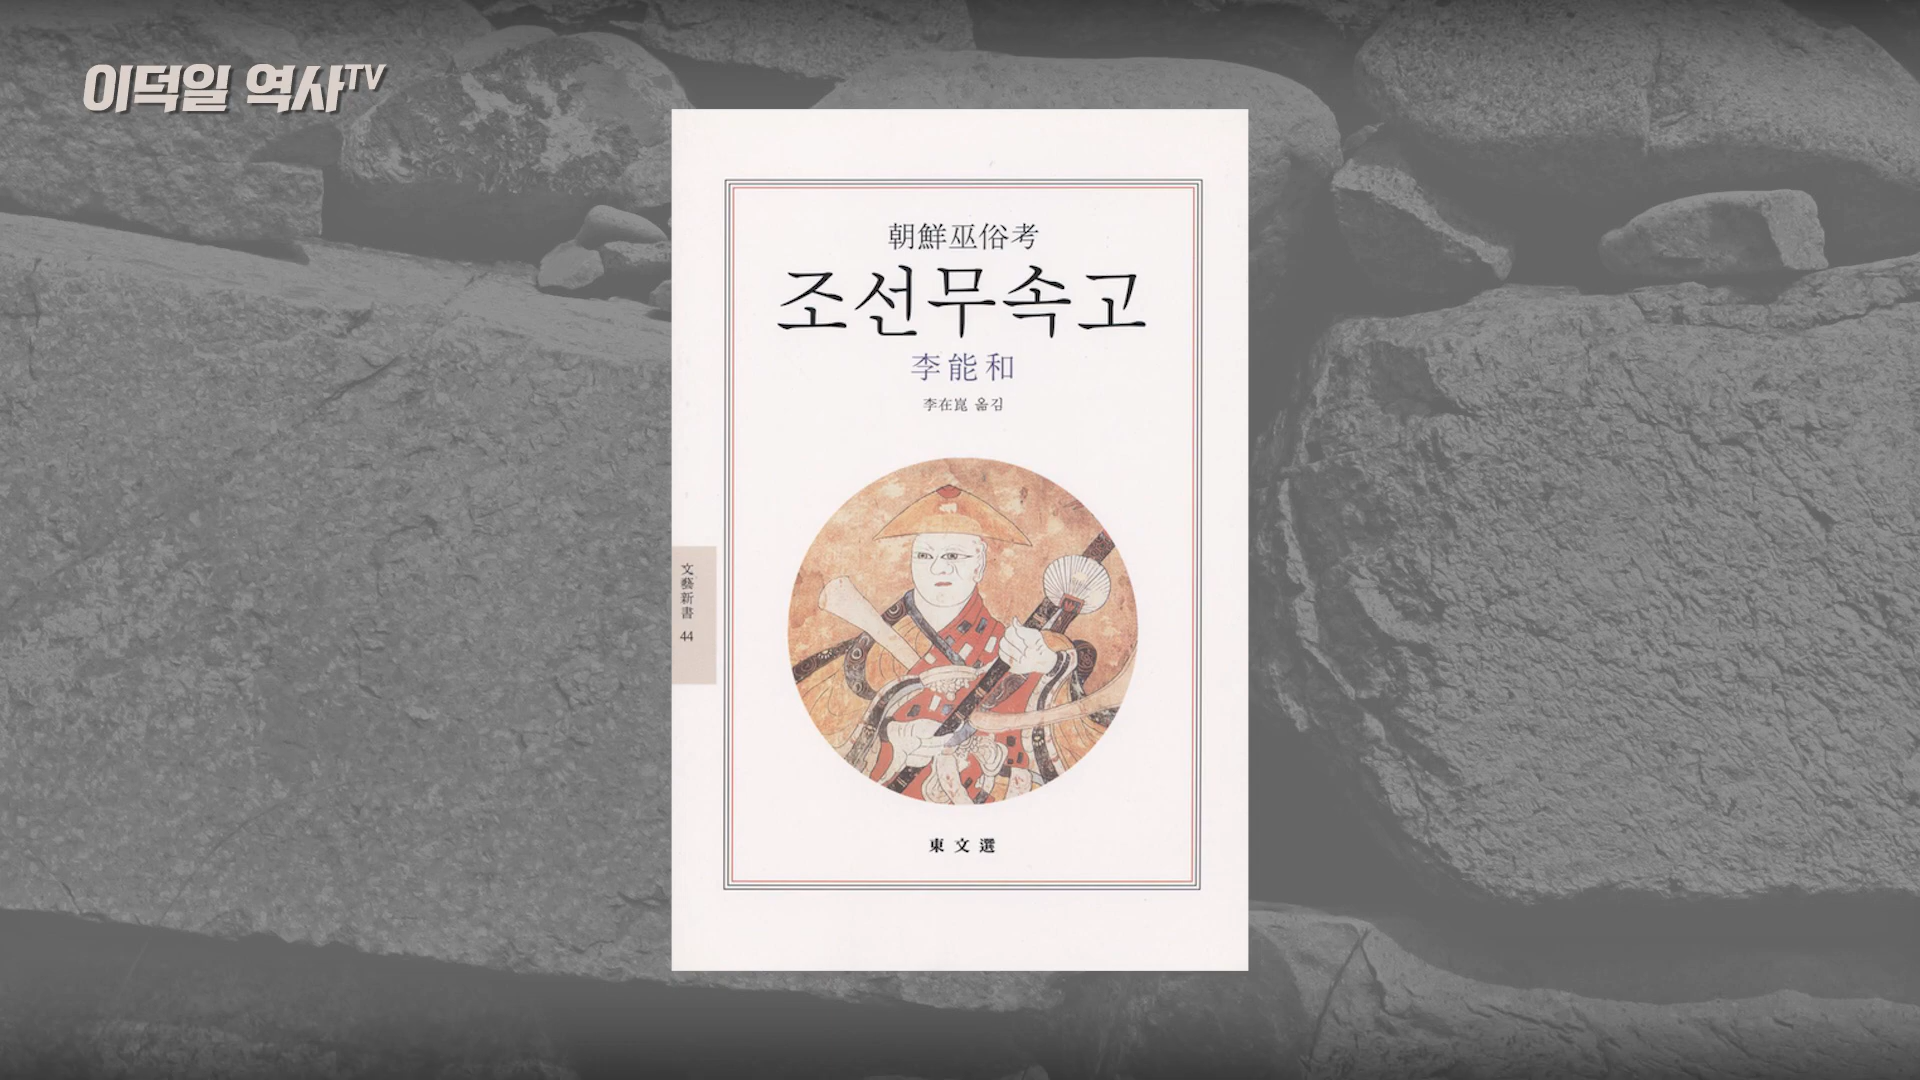 이덕일 역사TV
朝鮮巫俗考
조선무속고
李能和
李在崑 옮김
文藝新書 44
東文選